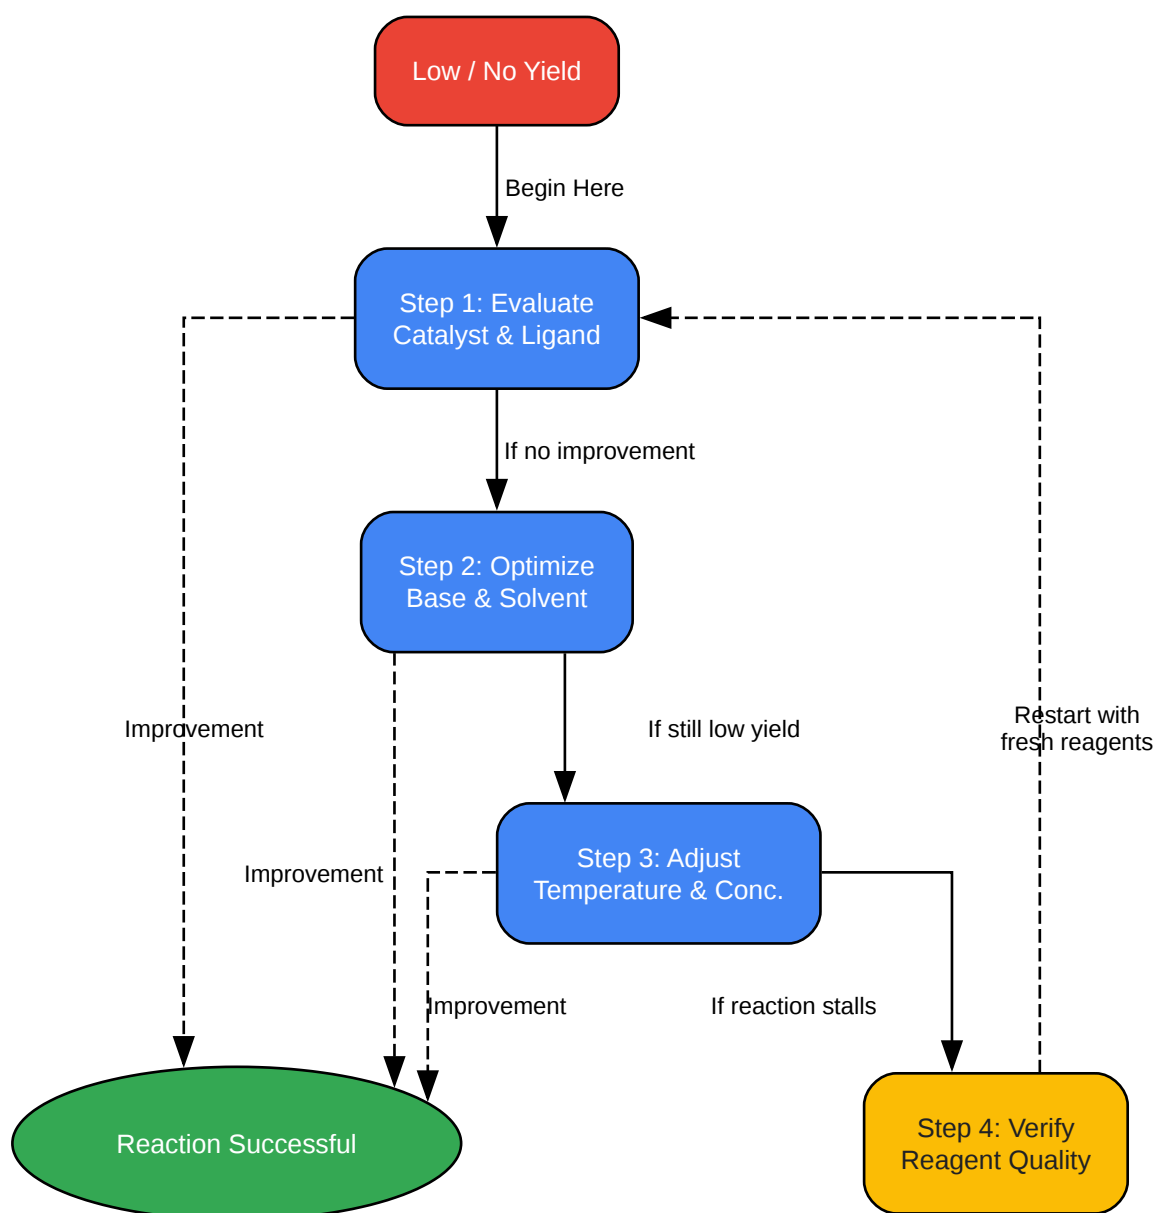 Low / No Yield
Begin Here
Step 1: Evaluate
Catalyst & Ligand
If no improvement
Step 2: Optimize
Base & Solvent
Improvement
If still low yield
Restart with
fresh reagents
Step 3: Adjust
Temperature & Conc.
Improvement
Improvement
If reaction stalls
Reaction Successful
Step 4: Verify
Reagent Quality